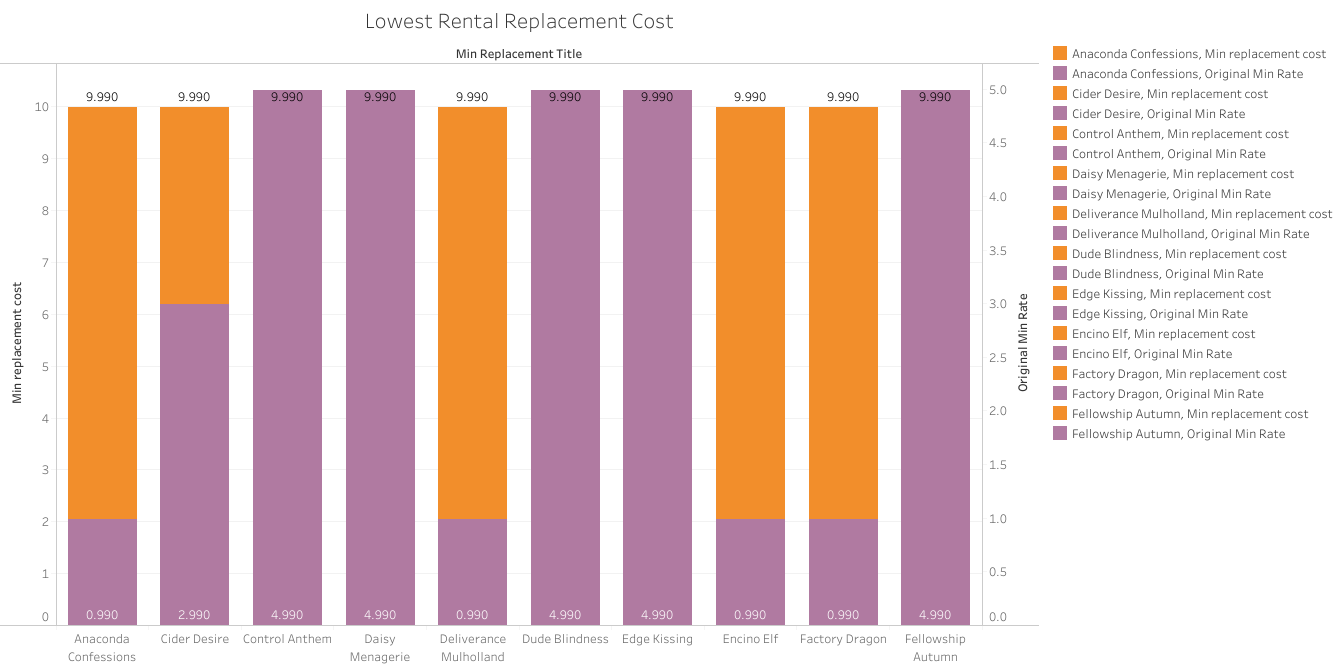 Lowest Rental Replacement Cost
Min Replacement Title
Min replacement cost
10
9
8
7
6
5
4
3
2
1
0
9.990 9.990 9.990 9.990 9.990 9.990 9.990 9.990 9.990 9.990
0.990 2.990 4.990 4.990 0.990 4.990 4.990 0.990 0.990 4.990
Anaconda Confessions
Cider Desire
Control Anthem
Daisy Menagerie
Deliverance Mulholland
Dude Blindness
Edge Kissing
Encino Elf
Factory Dragon
Fellowship Autumn
5.0
4.5
4.0
3.5
3.0
2.5
2.0
1.5
1.0
0.5
0.0
Original Min Rate
Anaconda Confessions, Min replacement cost
Anaconda Confessions, Original Min Rate
Cider Desire, Min replacement cost
Cider Desire, Original Min Rate
Control Anthem, Min replacement cost
Control Anthem, Original Min Rate
Daisy Menagerie, Min replacement cost
Daisy Menagerie, Original Min Rate
Deliverance Mulholland, Min replacement cost
Deliverance Mulholland, Original Min Rate
Dude Blindness, Min replacement cost
Dude Blindness, Original Min Rate
Edge Kissing, Min replacement cost
Edge Kissing, Original Min Rate
Encino Elf, Min replacement cost
Encino Elf, Original Min Rate
Factory Dragon, Min replacement cost
Factory Dragon, Original Min Rate
Fellowship Autumn, Min replacement cost
Fellowship Autumn, Original Min Rate